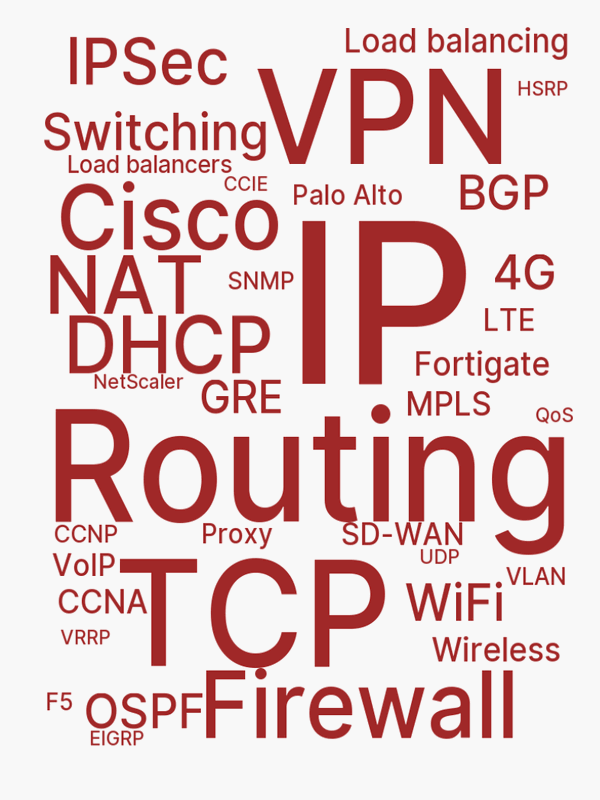 Load balancing
IPSec
VPN
HSRP
Switching
Load balancers
CCIE
Palo Alto
BGP
Cisco
IP
NAT
SNMP
4G
LTE
DHCP
Fortigate
NetScaler
GRE
MPLS
QoS
Routing
CCNP
Proxy
SD-WAN
UDP
VoIP
TCP
VLAN
CCNA
WiFi
VRRP
Wireless
F5
OSPF
Firewall
EIGRP